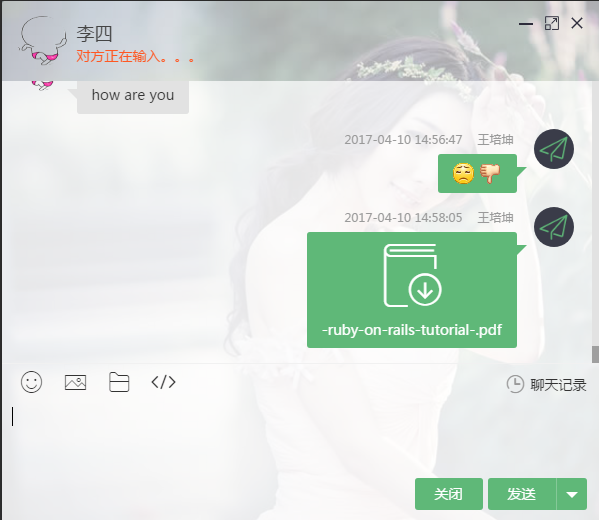 李四
对方正在输入。。。
how are you
2017-04-10 14:56:47 王培坤
2017-04-10 14:58:05 王培坤
-ruby-on-rails-tutorial-.pdf
聊天记录
关闭 发送